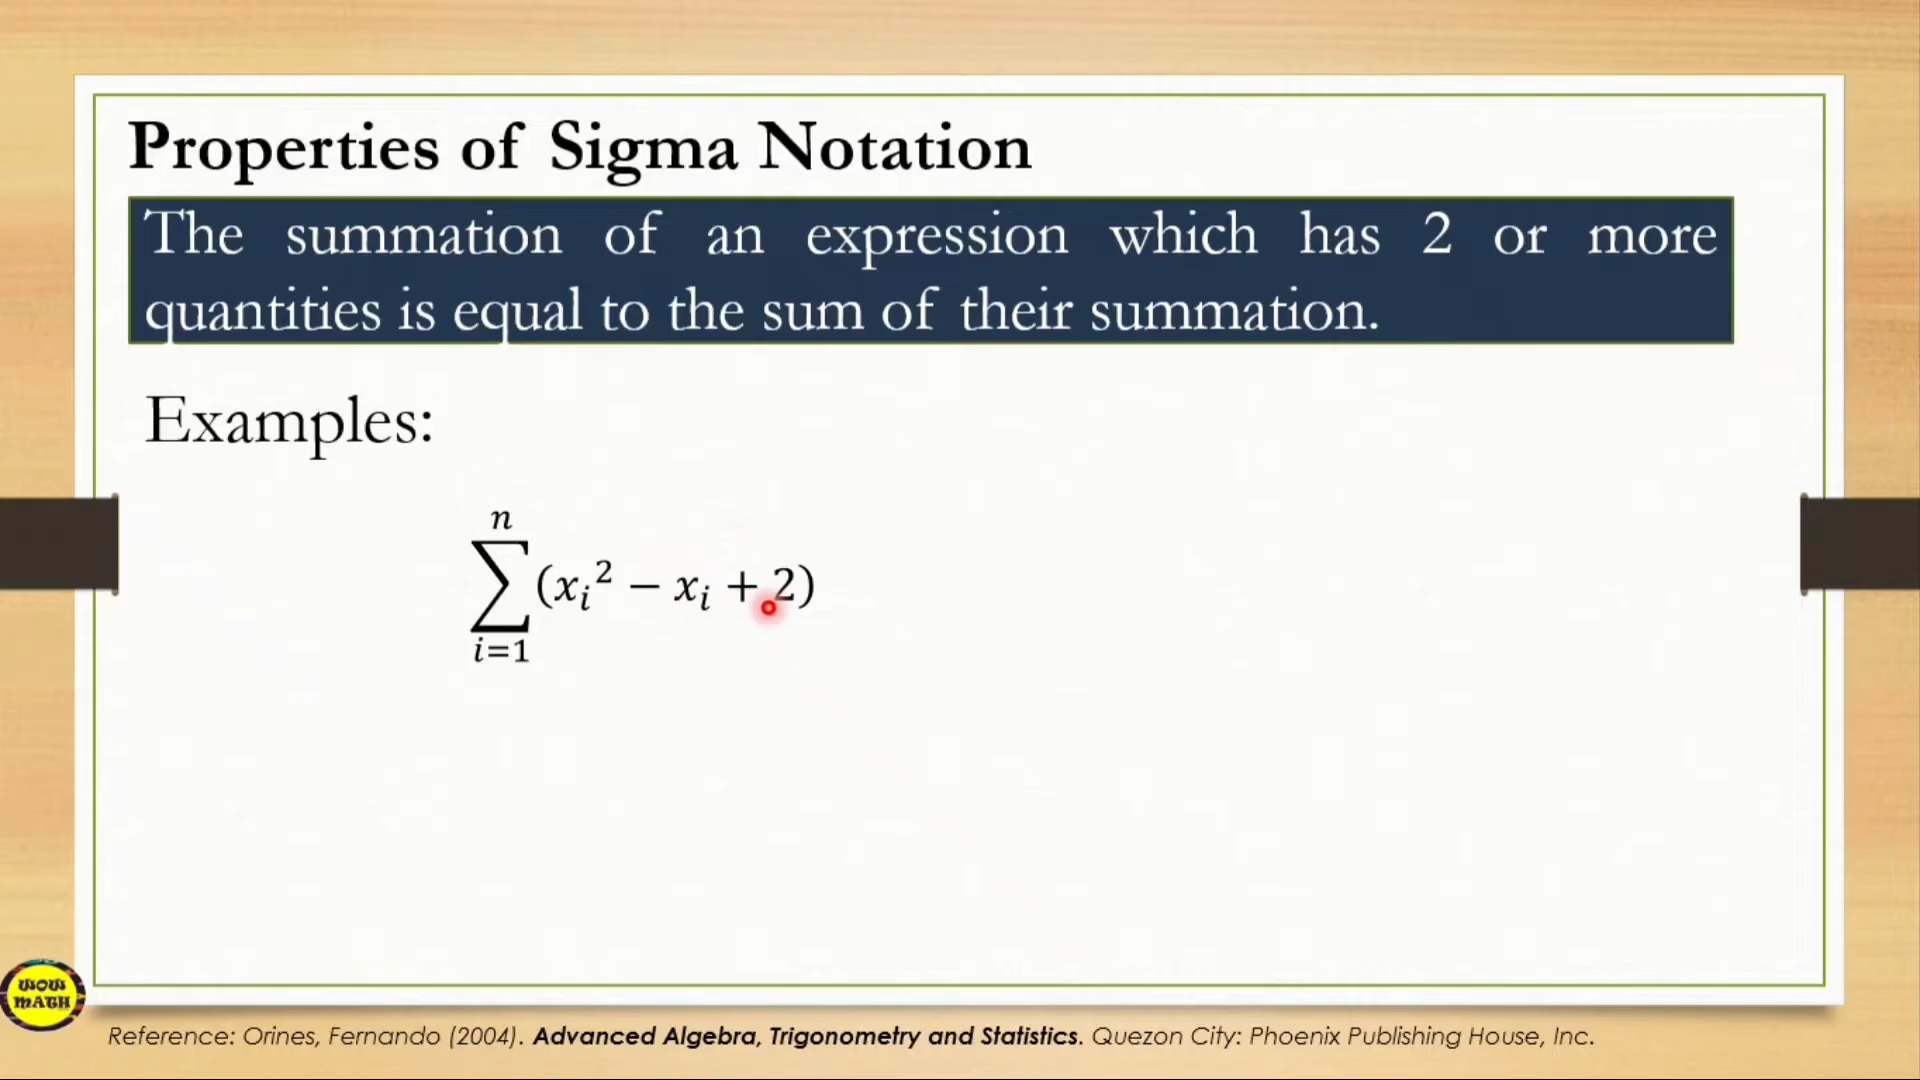 Properties of Sigma Notation
The summation of an expression which has 2 or more
quantities is equal to the sum of their summation.
Examples:
n
∑(xᵢ² − xᵢ + 2)
i=1
WOW
MATH
Reference: Orines, Fernando (2004). Advanced Algebra, Trigonometry and Statistics. Quezon City: Phoenix Publishing House, Inc.